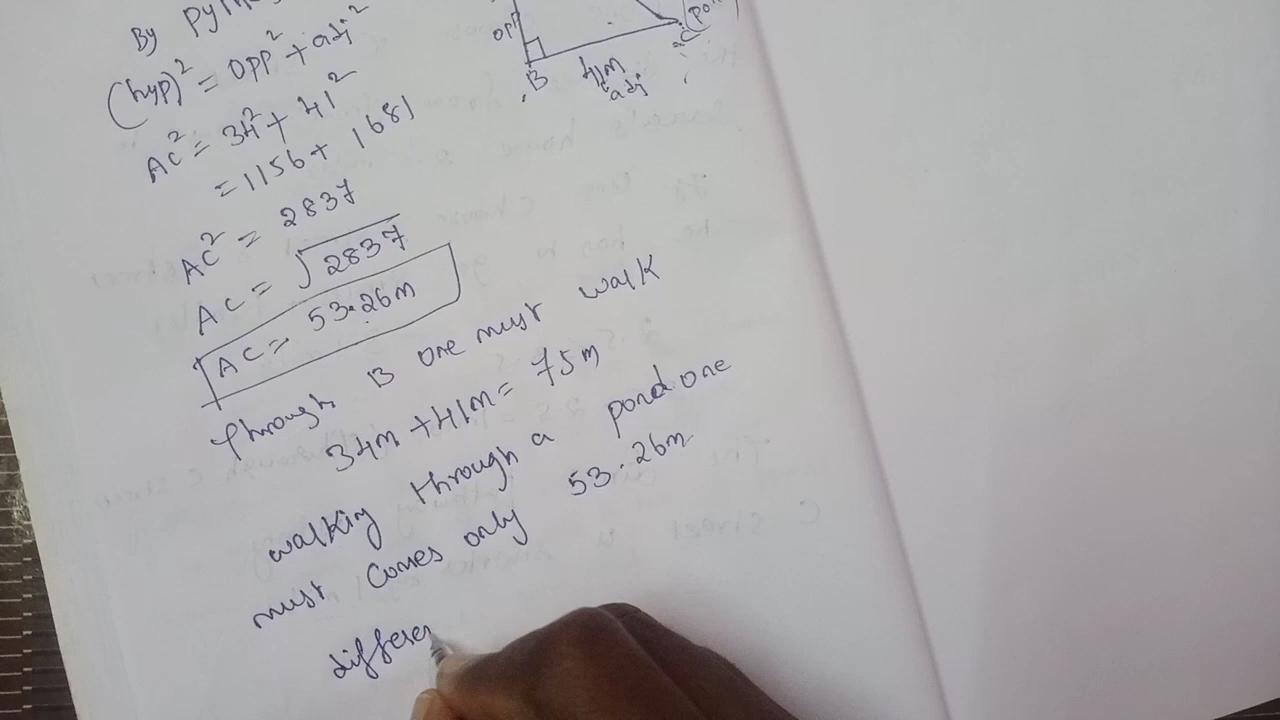 By Pyth
(hyp)² = opp² + adj²
AC² = 34² + 41²
= 1156 + 1681
AC² = 2837
AC = √2837
AC = 53.26m
through B one must walk
34m + 41m = 75m
walking through a pond one
must comes only 53.26m
differen
opp
B
41m
adj
C